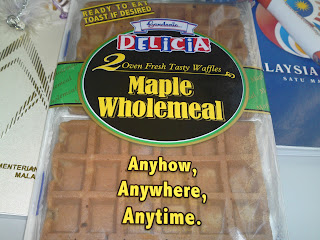 READY TO EAT
TOAST IF DESIRED
Gardenia
DELICIA
2 Oven Fresh Tasty Waffles
Maple
Wholemeal
Anyhow,
Anywhere,
Anytime.
LAYSIA
SATU MA
MENTERIAN
MALA